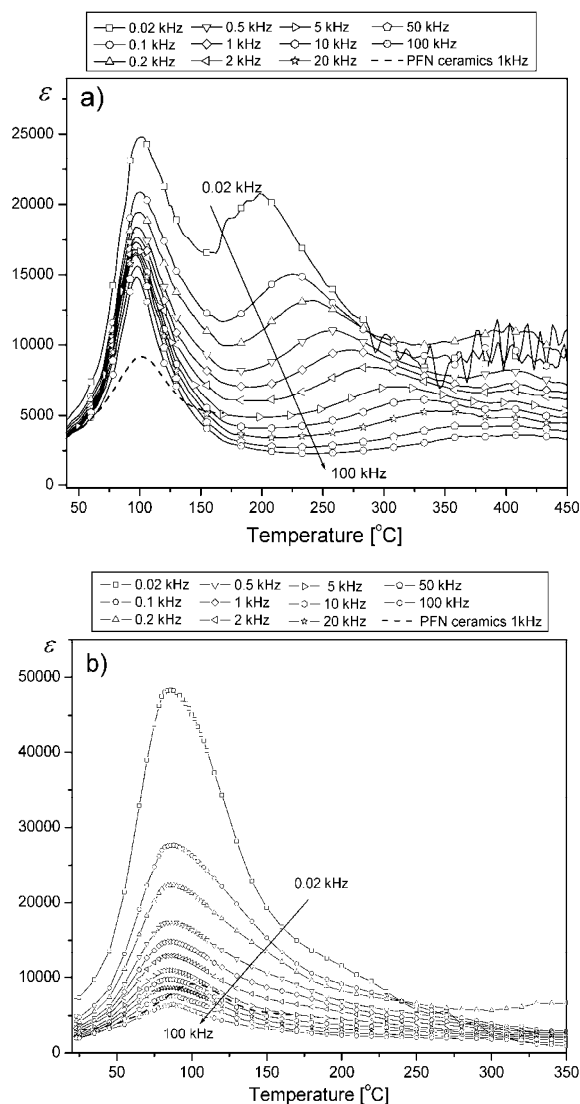 0.02 kHz 0.5 kHz 5 kHz 50 kHz
0.1 kHz 1 kHz 10 kHz 100 kHz
0.2 kHz 2 kHz 20 kHz PFN ceramics 1kHz
ε
a)
30000
25000
20000
15000
10000
5000
0
0.02 kHz
100 kHz
50 100 150 200 250 300 350 400 450
Temperature [°C]
0.02 kHz 0.5 kHz 5 kHz 50 kHz
0.1 kHz 1 kHz 10 kHz 100 kHz
0.2 kHz 2 kHz 20 kHz PFN ceramics 1kHz
ε
b)
50000
40000
30000
20000
10000
0
0.02 kHz
100 kHz
50 100 150 200 250 300 350
Temperature [°C]